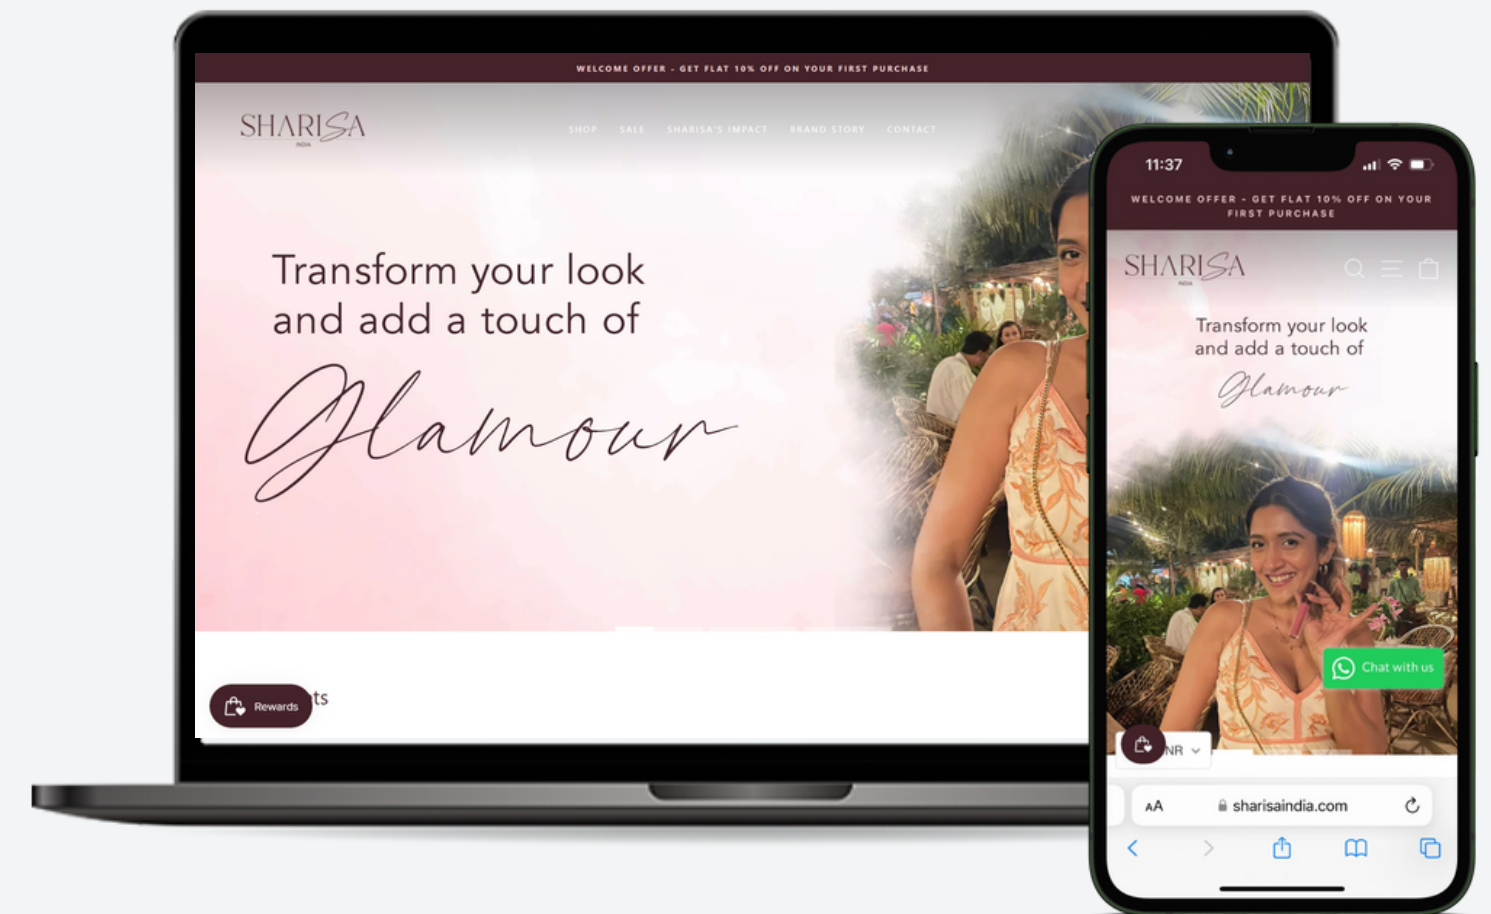 WELCOME OFFER - GET FLAT 10% OFF ON YOUR FIRST PURCHASE
SHARISA
INDIA
SHOP SALE SHARISA'S IMPACT BRAND STORY CONTACT
Transform your look
and add a touch of
Glamour
Rewards
ts
11:37
WELCOME OFFER - GET FLAT 10% OFF ON YOUR
FIRST PURCHASE
SHARISA
INDIA
Transform your look
and add a touch of
Glamour
Chat with us
NR
AA sharisaindia.com